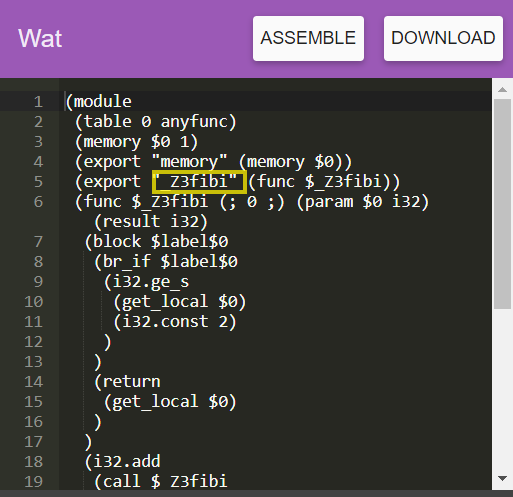 Wat
ASSEMBLE
DOWNLOAD
1 (module
2 (table 0 anyfunc)
3 (memory $0 1)
4 (export "memory" (memory $0))
5 (export "_Z3fibi" (func $_Z3fibi))
6 (func $_Z3fibi (; 0 ;) (param $0 i32)
(result i32)
7 (block $label$0
8 (br_if $label$0
9 (i32.ge_s
10 (get_local $0)
11 (i32.const 2)
12 )
13 )
14 (return
15 (get_local $0)
16 )
17 )
18 (i32.add
19 (call $_Z3fibi